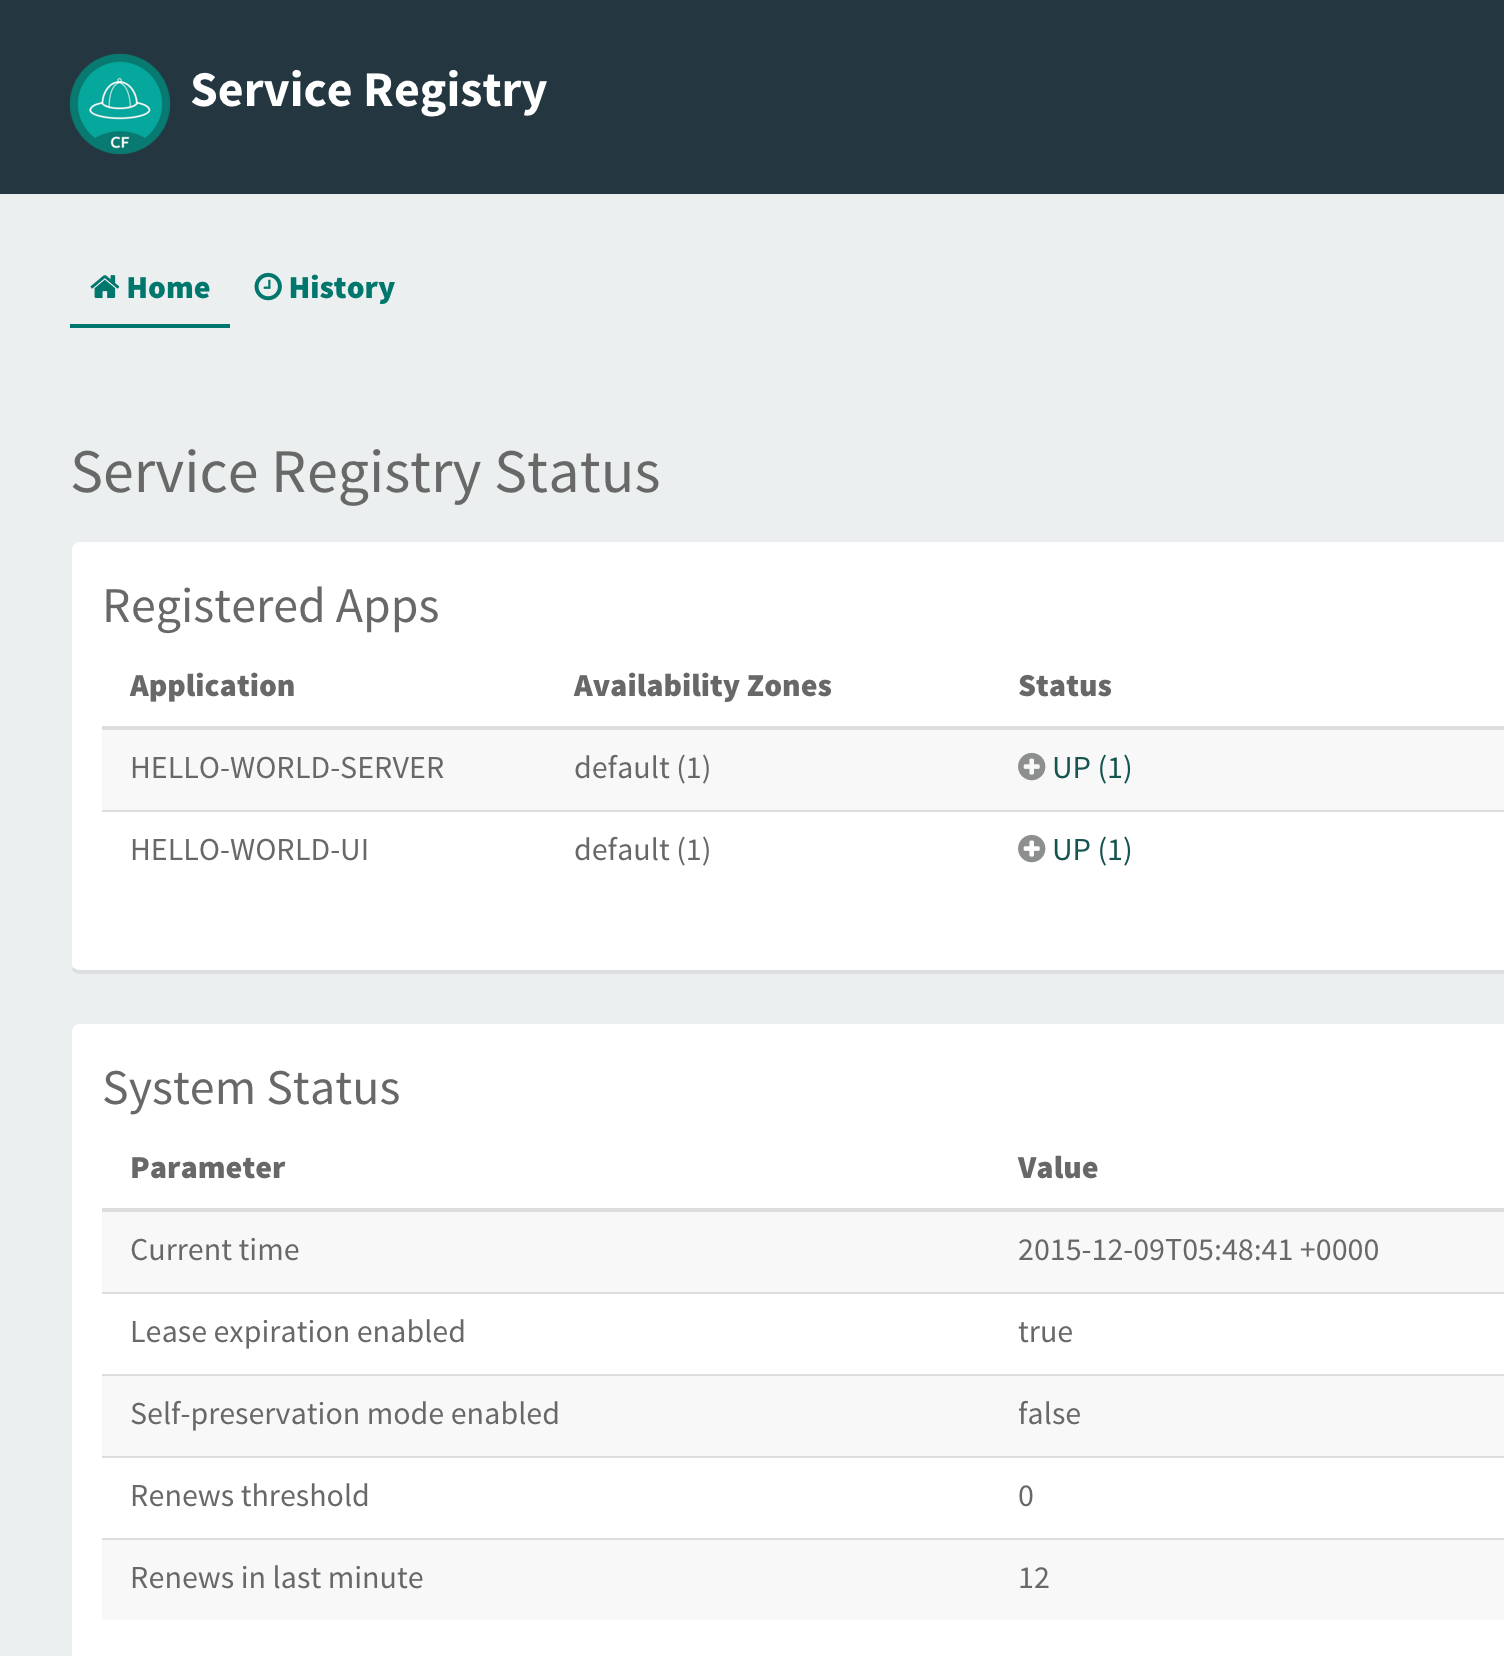 CF
Service Registry
Home History
Service Registry Status
Registered Apps
Application Availability Zones Status
HELLO-WORLD-SERVER default (1) UP (1)
HELLO-WORLD-UI default (1) UP (1)
System Status
Parameter Value
Current time 2015-12-09T05:48:41 +0000
Lease expiration enabled true
Self-preservation mode enabled false
Renews threshold 0
Renews in last minute 12